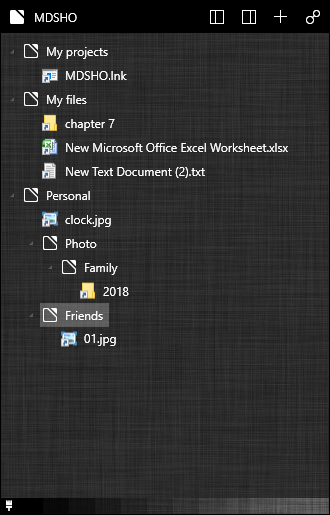 MDSHO
My projects
MDSHO.lnk
My files
chapter 7
New Microsoft Office Excel Worksheet.xlsx
New Text Document (2).txt
Personal
clock.jpg
Photo
Family
2018
Friends
01.jpg